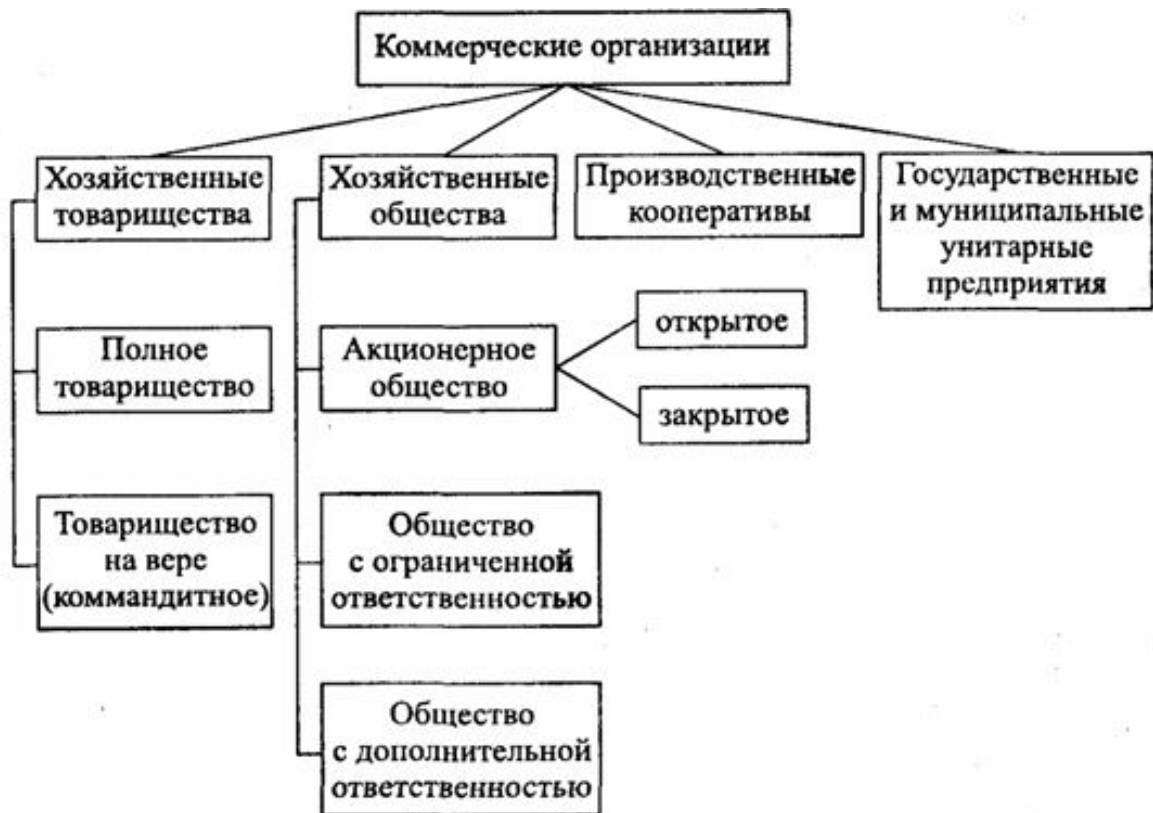 Коммерческие организации
Хозяйственные
товарищества
Хозяйственные
общества
Производственные
кооперативы
Государственные
и муниципальные
унитарные
предприятия
Полное
товарищество
Акционерное
общество
открытое
закрытое
Товарищество
на вере
(коммандитное)
Общество
с ограниченной
ответственностью
Общество
с дополнительной
ответственностью